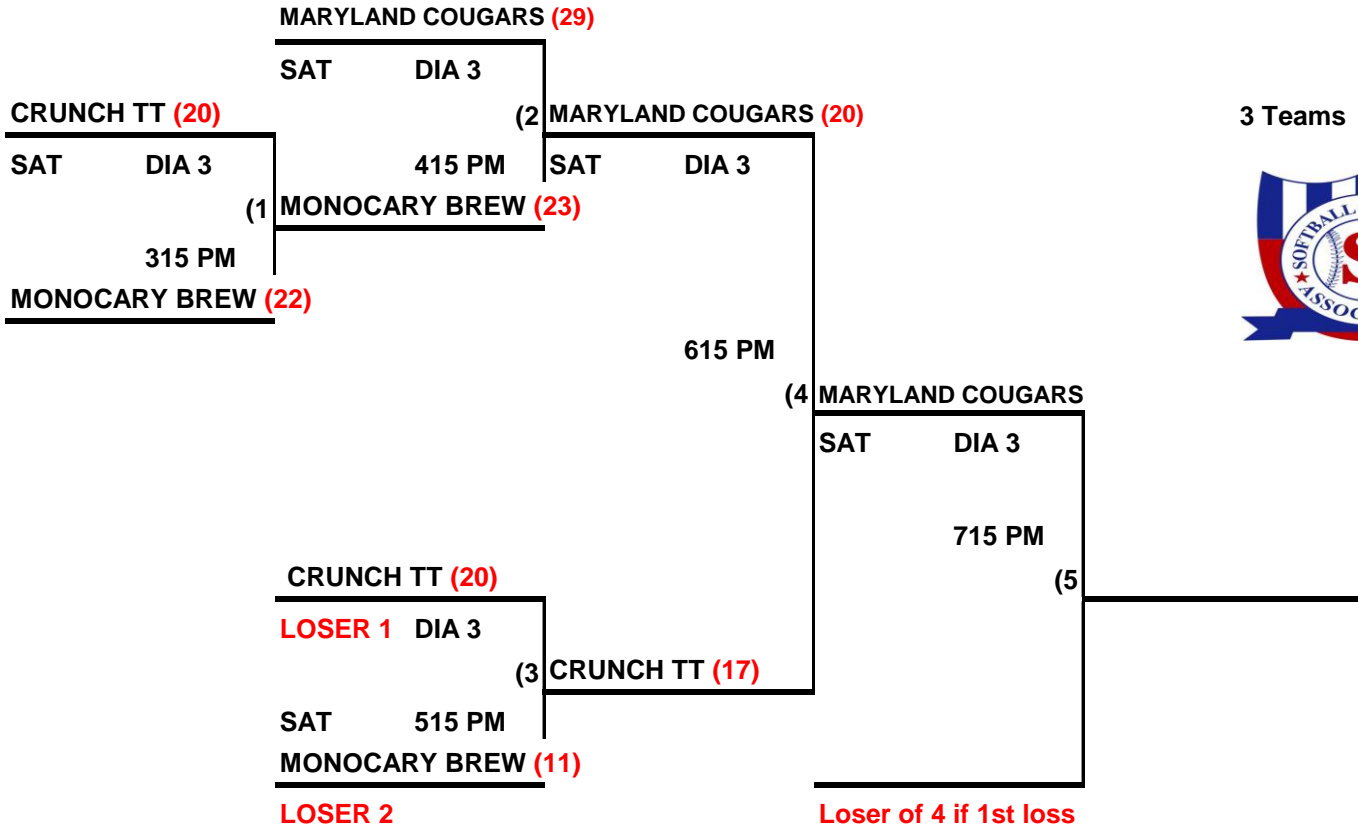 MARYLAND COUGARS (29)
SAT DIA 3
CRUNCH TT (20)
(2 MARYLAND COUGARS (20)
3 Teams
SAT DIA 3
415 PM
SAT DIA 3
(1 MONOCARY BREW (23)
315 PM
MONOCARY BREW (22)
SOFTBALL
615 PM
(4 MARYLAND COUGARS
SAT DIA 3
715 PM
CRUNCH TT (20)
(5
LOSER 1 DIA 3
(3 CRUNCH TT (17)
SAT 515 PM
MONOCARY BREW (11)
LOSER 2
Loser of 4 if 1st loss